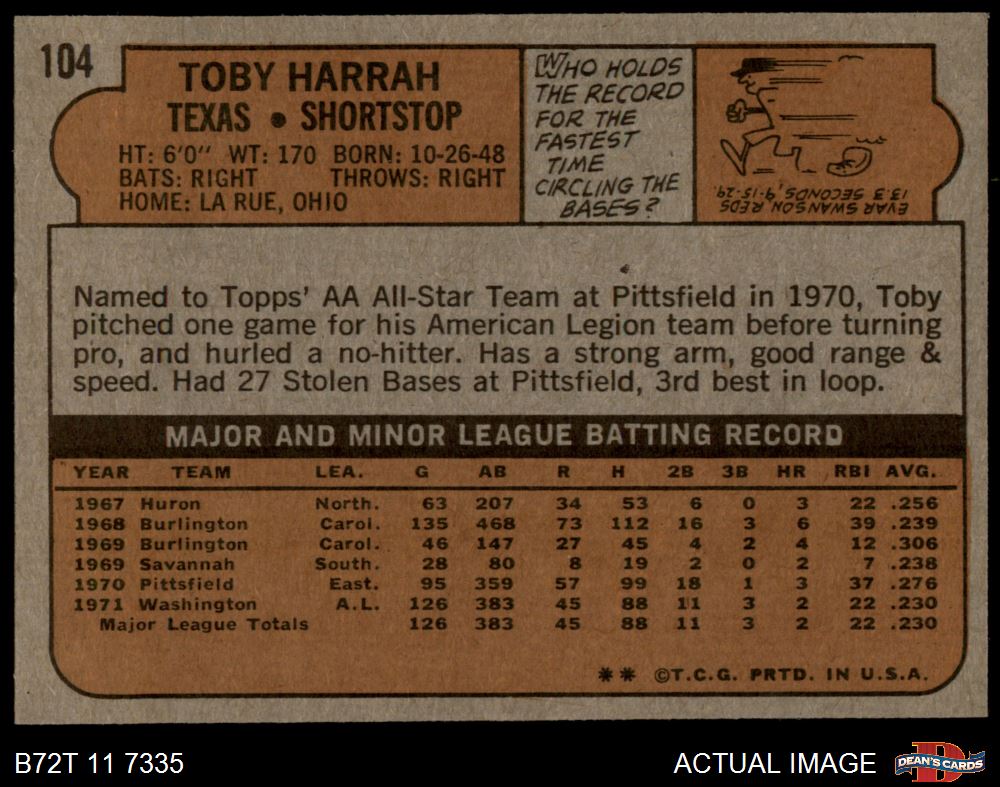 104
TOBY HARRAH
TEXAS • SHORTSTOP
HT: 6'0" WT: 170 BORN: 10-26-48
BATS: RIGHT THROWS: RIGHT
HOME: LA RUE, OHIO
WHO HOLDS
THE RECORD
FOR THE
FASTEST
TIME
CIRCLING THE
BASES?
EVAR SWANSON REDS
13.3 SECONDS, 9-15-29.
Named to Topps' AA All-Star Team at Pittsfield in 1970, Toby
pitched one game for his American Legion team before turning
pro, and hurled a no-hitter. Has a strong arm, good range &
speed. Had 27 Stolen Bases at Pittsfield, 3rd best in loop.
MAJOR AND MINOR LEAGUE BATTING RECORD
YEAR TEAM LEA. G AB R H 2B 3B HR RBI AVG.
1967 Huron North. 63 207 34 53 6 0 3 22 .256
1968 Burlington Carol. 135 468 73 112 16 3 6 39 .239
1969 Burlington Carol. 46 147 27 45 4 2 4 12 .306
1969 Savannah South. 28 80 8 19 2 0 2 7 .238
1970 Pittsfield East. 95 359 57 99 18 1 3 37 .276
1971 Washington A.L. 126 383 45 88 11 3 2 22 .230
Major League Totals 126 383 45 88 11 3 2 22 .230
** ©T.C.G. PRTD. IN U.S.A.
B72T 11 7335
ACTUAL IMAGE
DEAN'S CARDS